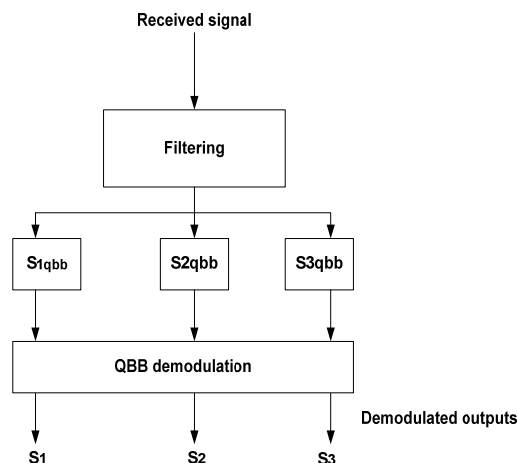 Received signal
Filtering
S1qbb S2qbb S3qbb
QBB demodulation
Demodulated outputs
S1 S2 S3